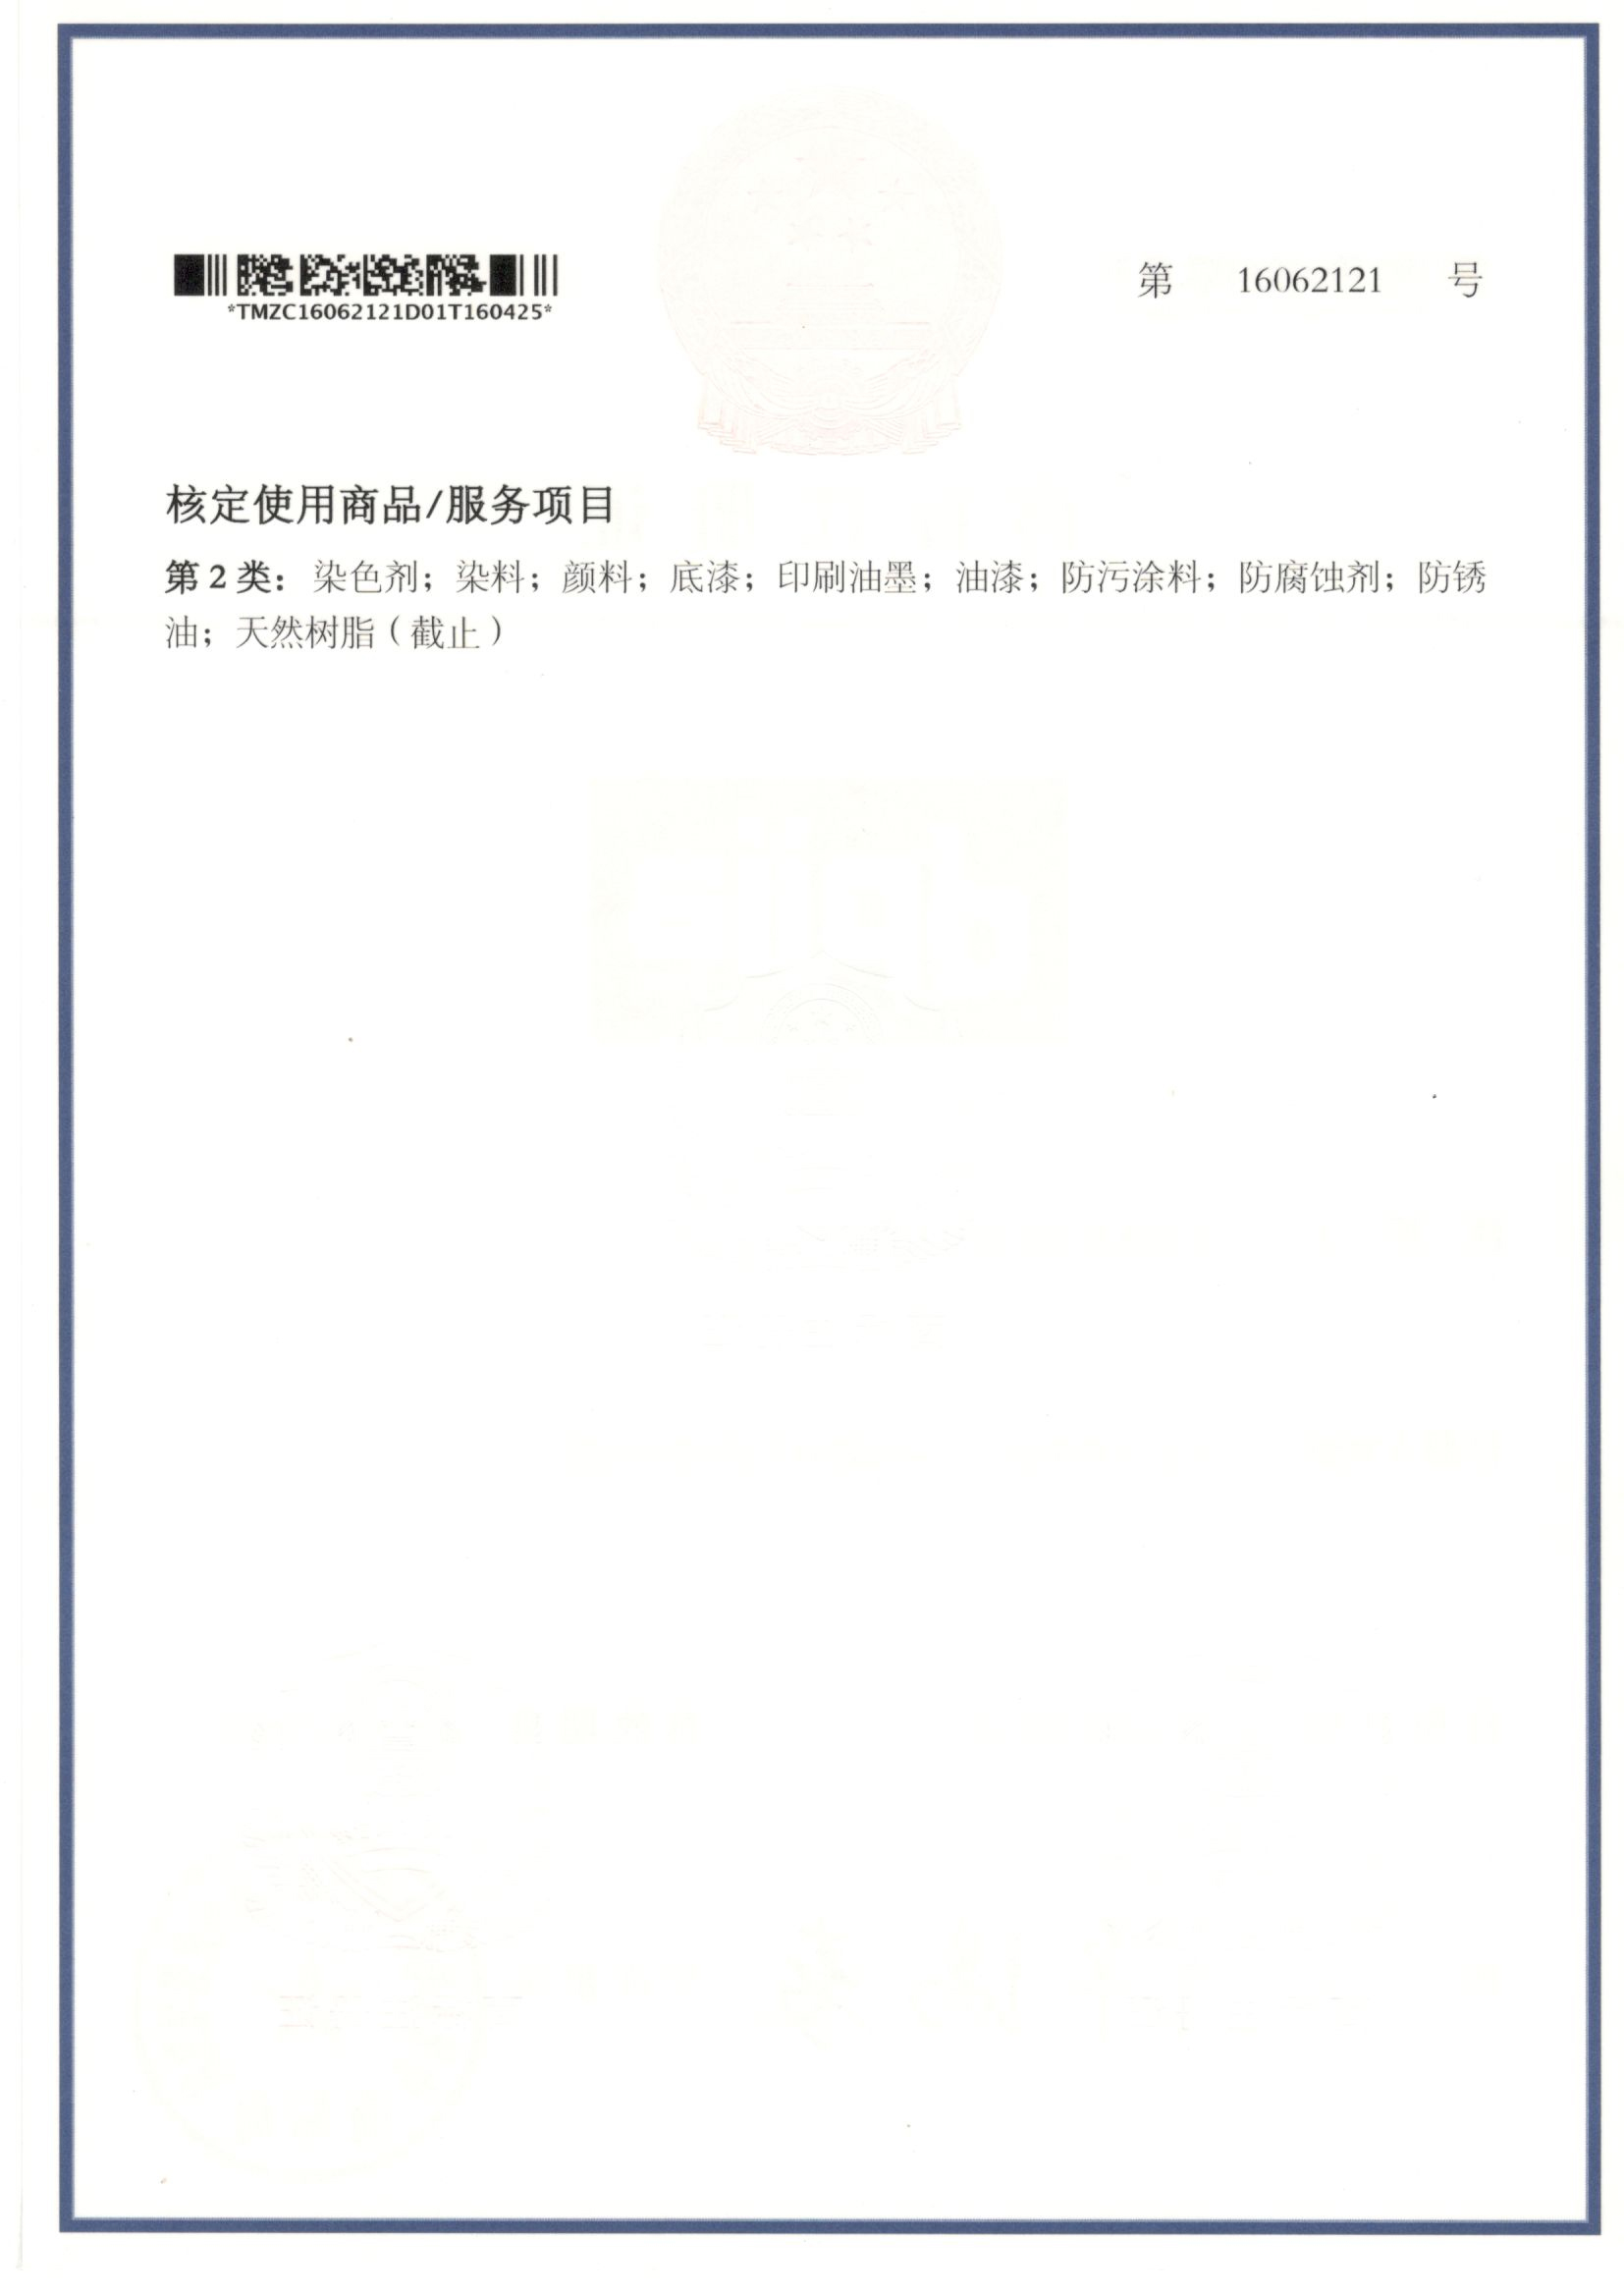 第 16062121 号
*TMZC16062121D01T160425*
核定使用商品/服务项目
第 2 类：染色剂；染料；颜料；底漆；印刷油墨；油漆；防污涂料；防腐蚀剂；防锈
油；天然树脂（截止）